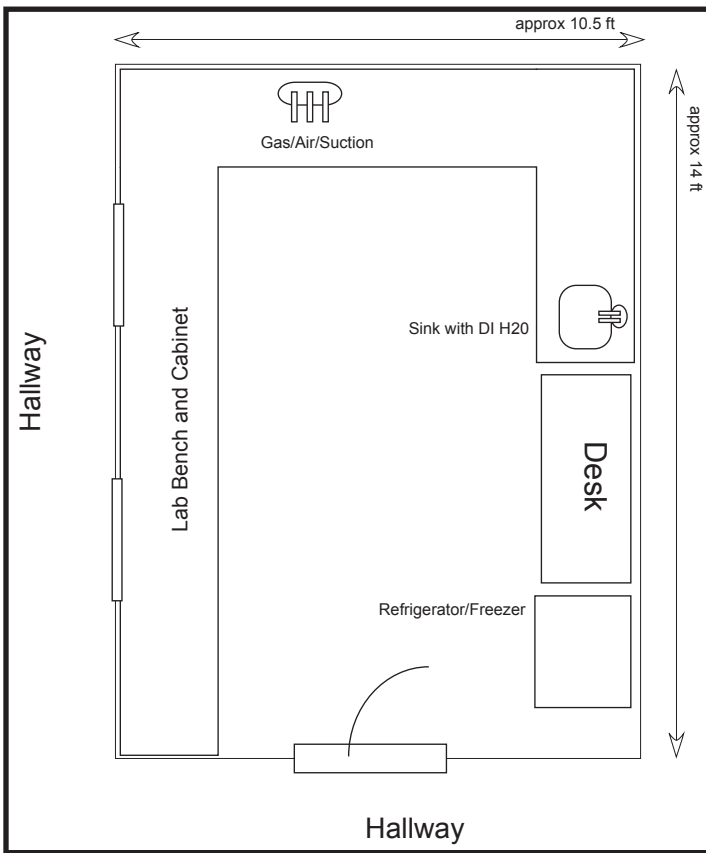 approx 10.5 ft
approx 14 ft
Gas/Air/Suction
Hallway
Lab Bench and Cabinet
Sink with DI H20
Desk
Refrigerator/Freezer
Hallway